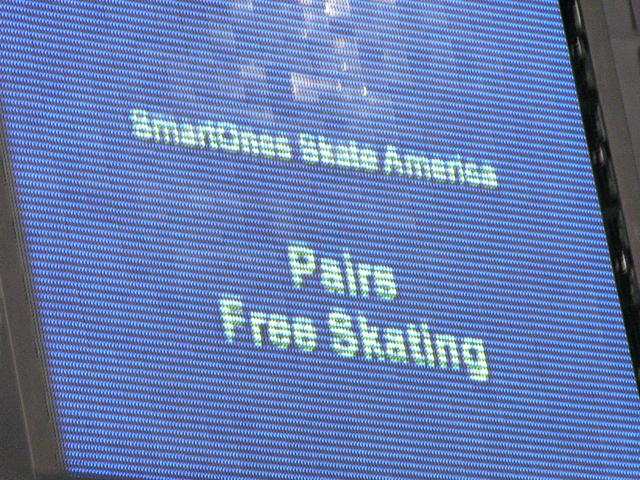 SmartOnes Skate America
Pairs
Free Skating